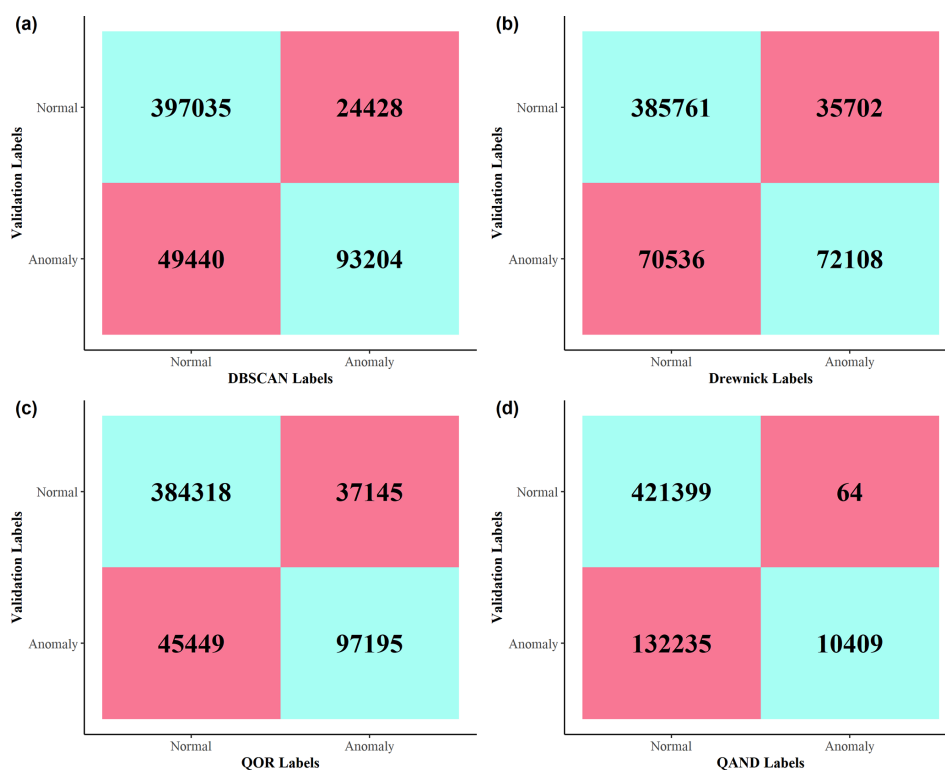 (a)
Validation Labels
Normal
397035
24428
Anomaly
49440
93204
Normal
Anomaly
DBSCAN Labels
(b)
Validation Labels
Normal
385761
35702
Anomaly
70536
72108
Normal
Anomaly
Drewnick Labels
(c)
Validation Labels
Normal
384318
37145
Anomaly
45449
97195
Normal
Anomaly
QOR Labels
(d)
Validation Labels
Normal
421399
64
Anomaly
132235
10409
Normal
Anomaly
QAND Labels